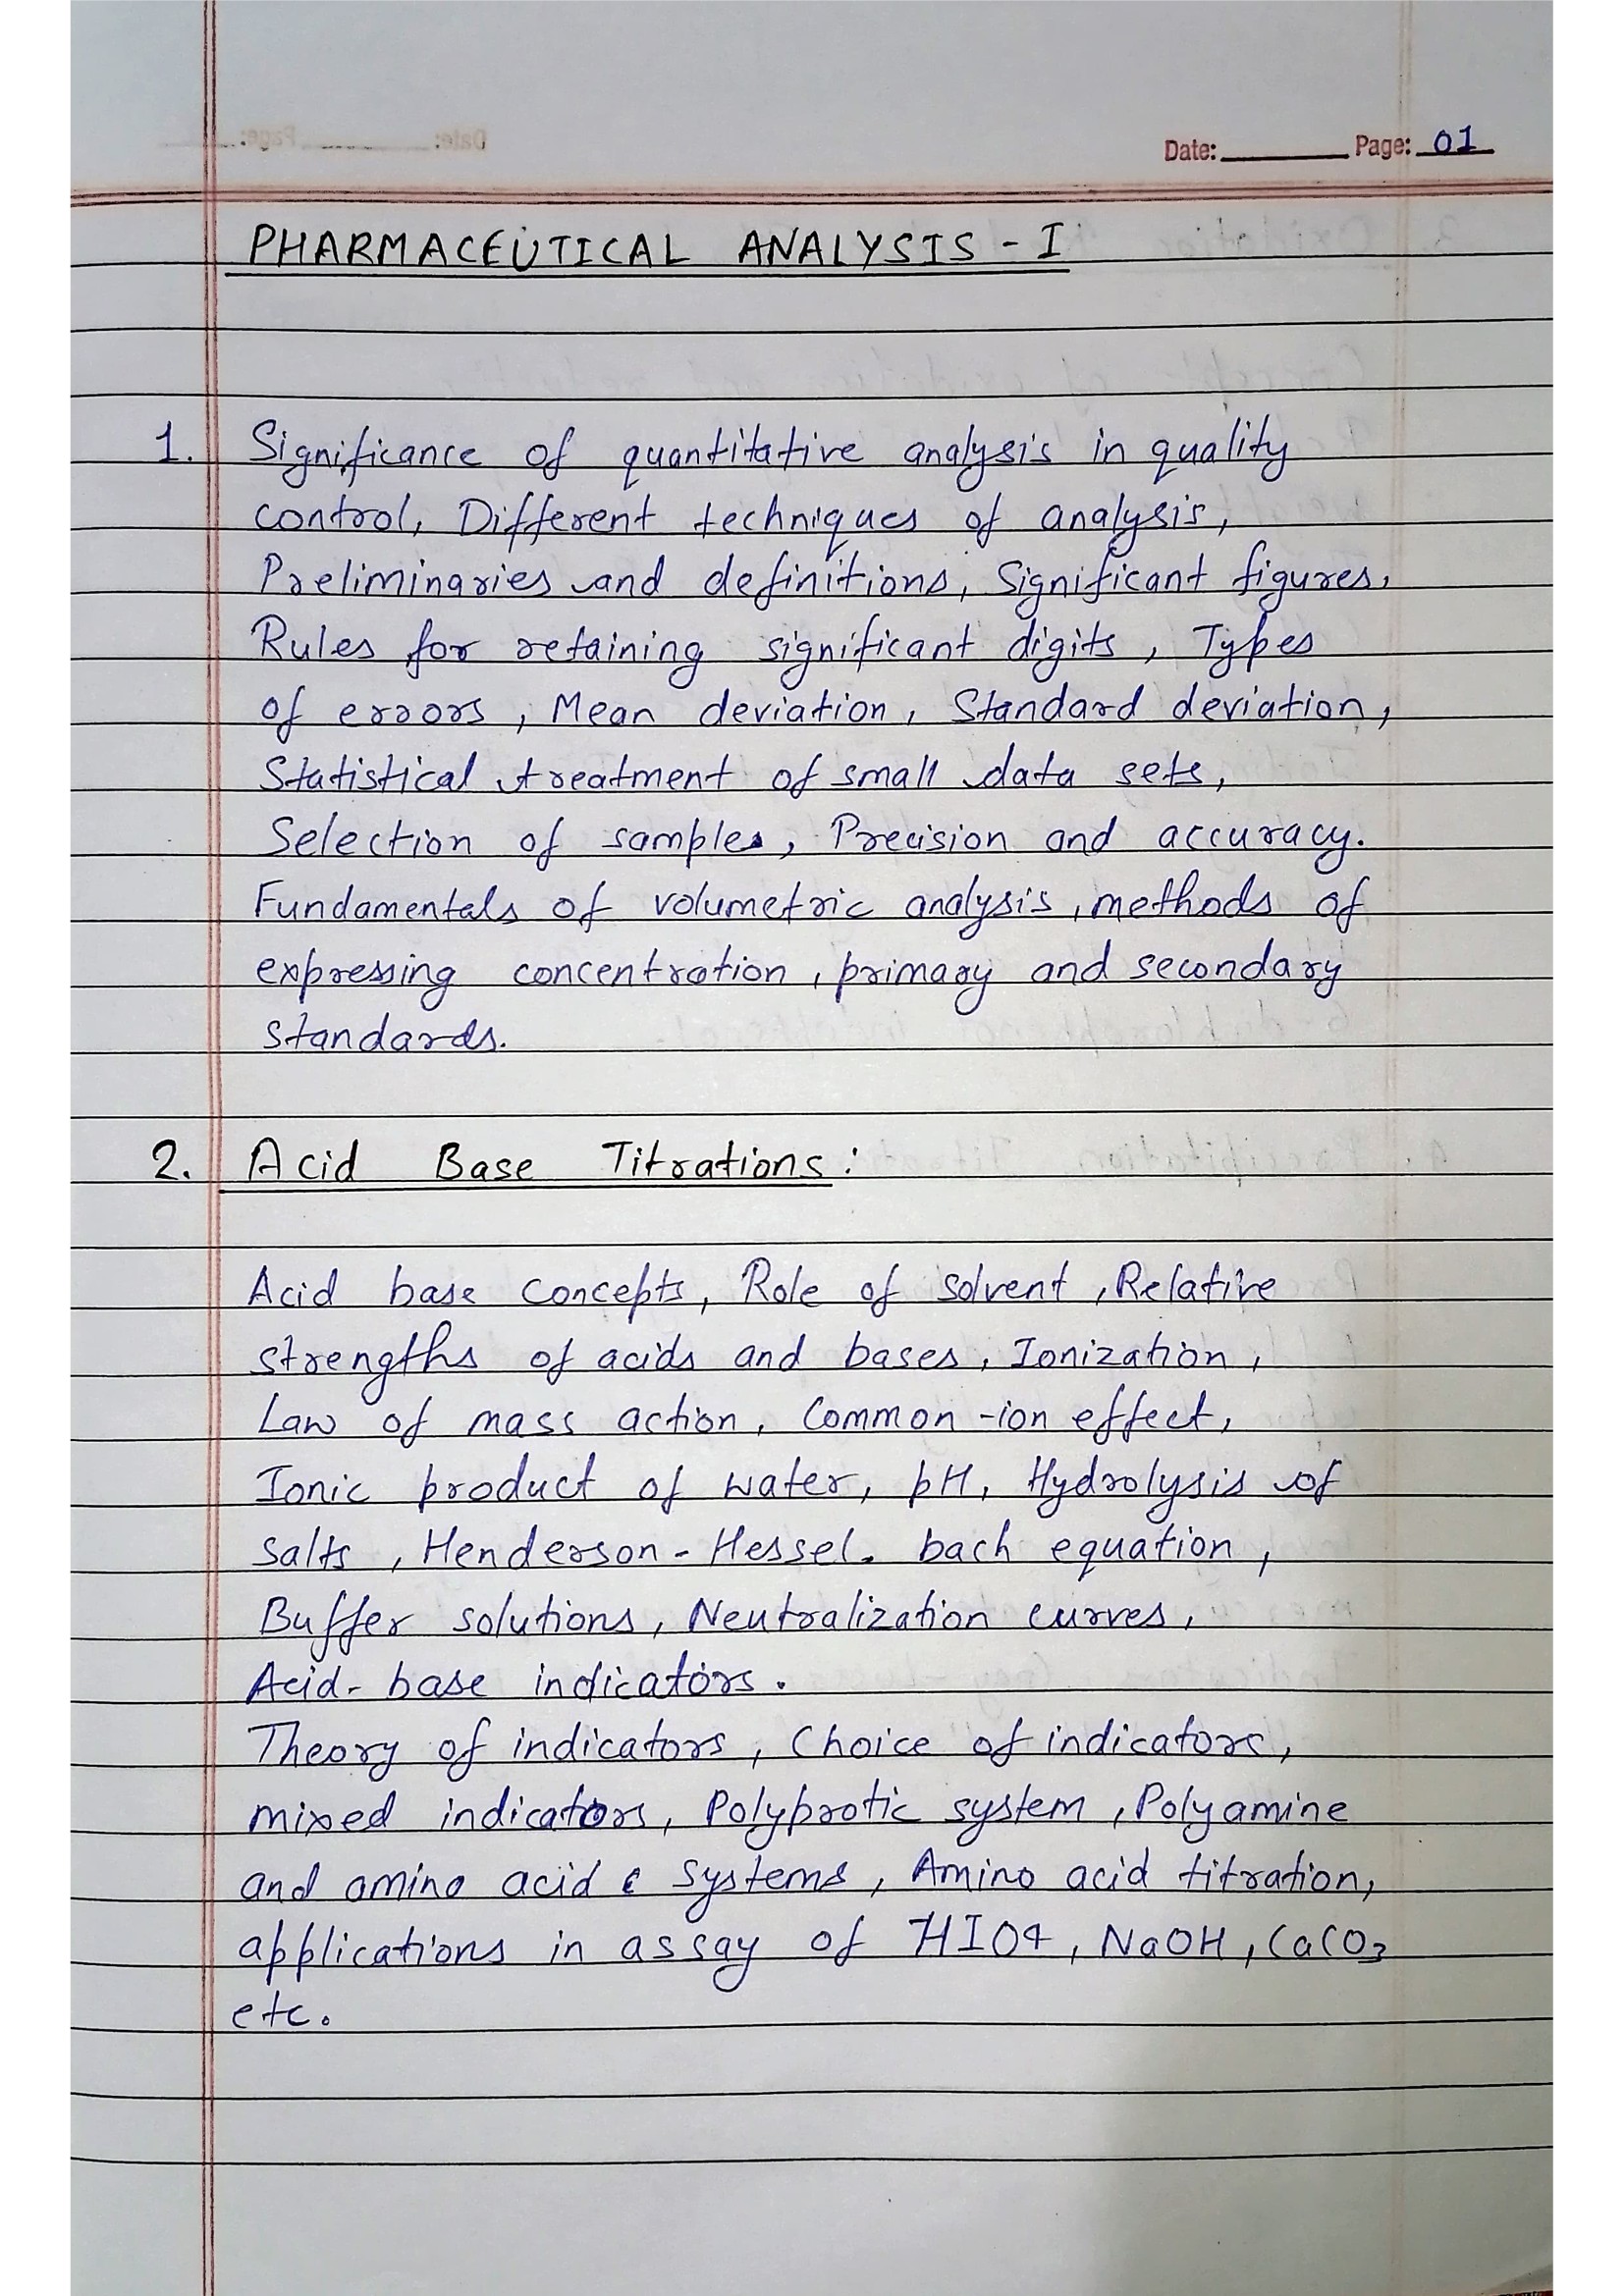 Date: Page: 01
PHARMACEUTICAL ANALYSIS - I
1. Significance of quantitative analysis in quality
control, Different techniques of analysis,
Preliminaries and definitions, Significant figures,
Rules for retaining significant digits, Types
of errors, Mean deviation, Standard deviation,
Statistical treatment of small data sets,
Selection of samples, Precision and accuracy.
Fundamentals of volumetric analysis, methods of
expressing concentration, primary and secondary
standards.
2. Acid Base Titrations:
Acid base concepts, Role of solvent, Relative
strengths of acids and bases, Ionization,
Law of mass action, Common-ion effect,
Ionic product of water, pH, Hydrolysis of
salts, Henderson-Hessel. bach equation,
Buffer solutions, Neutralization curves,
Acid-base indicators.
Theory of indicators, Choice of indicators,
mixed indicators, Polyprotic system, Polyamine
and amino acid systems, Amino acid titration,
applications in assay of HIO4, NaOH, CaCO3
etc.